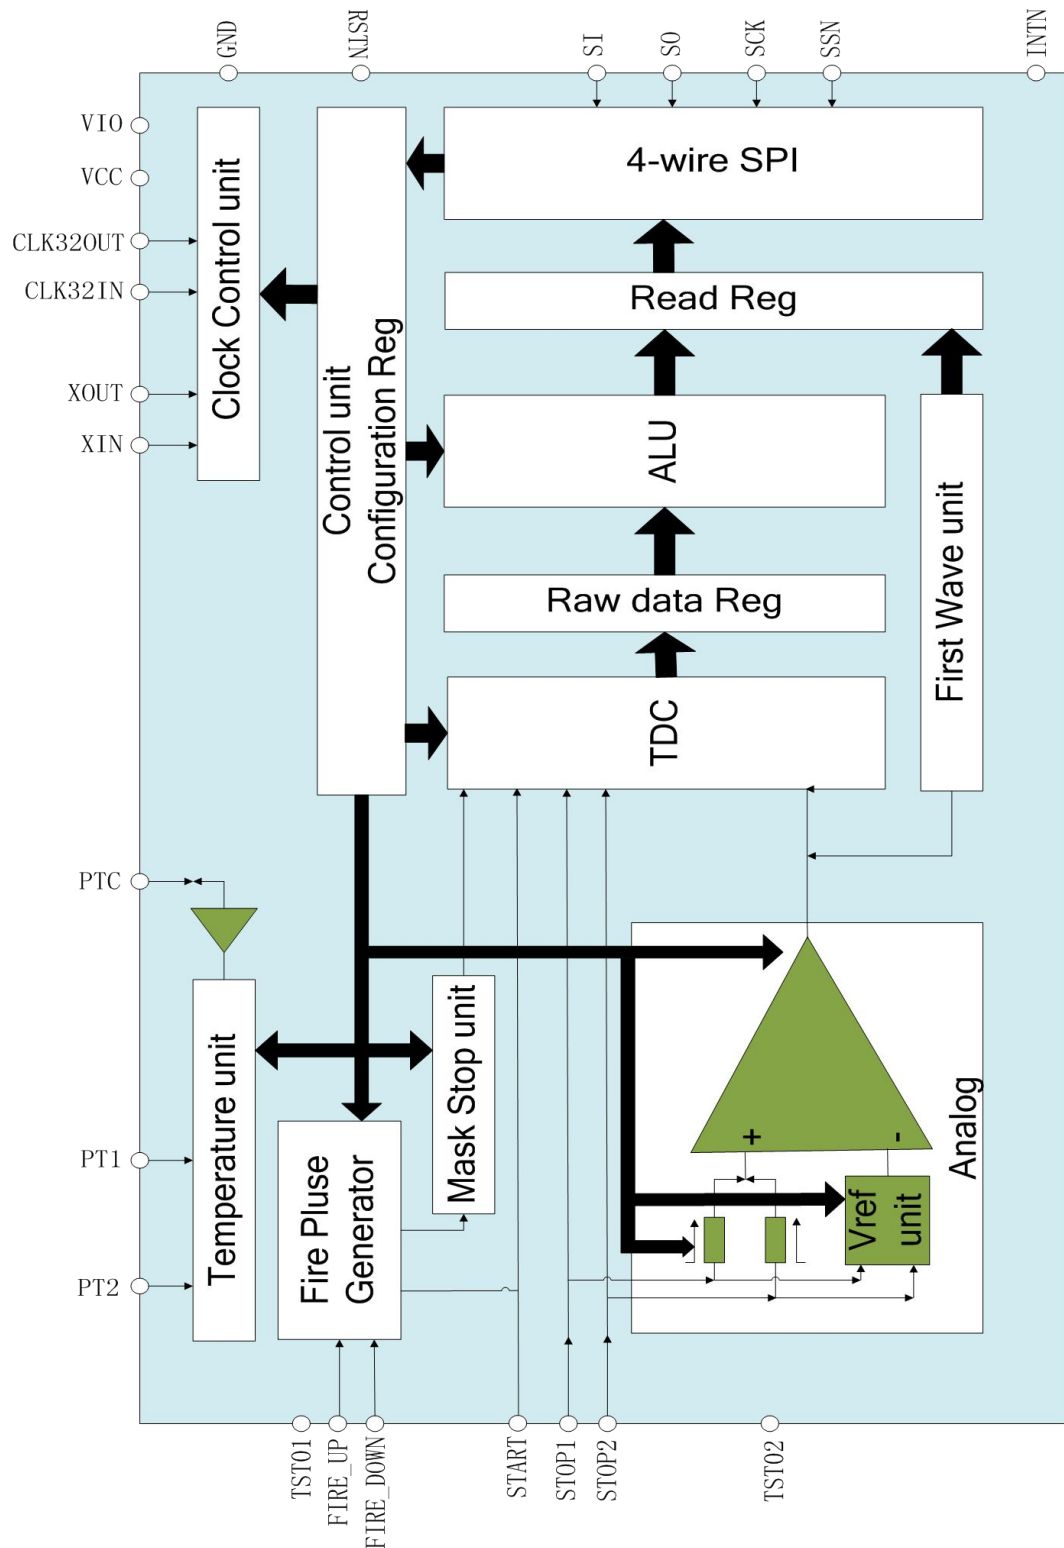 GND
RSTN
SI
SO
SCK
SSN
INTN
VIO
VCC
CLK32OUT
CLK32IN
XOUT
XIN
PTC
PT1
PT2
Clock Control unit
Control unit
Configuration Reg
4-wire SPI
Read Reg
ALU
Raw data Reg
TDC
First Wave unit
Temperature unit
Mask Stop unit
Fire Pluse
Generator
+
-
Vref
unit
Analog
TST01
FIRE_UP
FIRE_DOWN
START
STOP1
STOP2
TST02